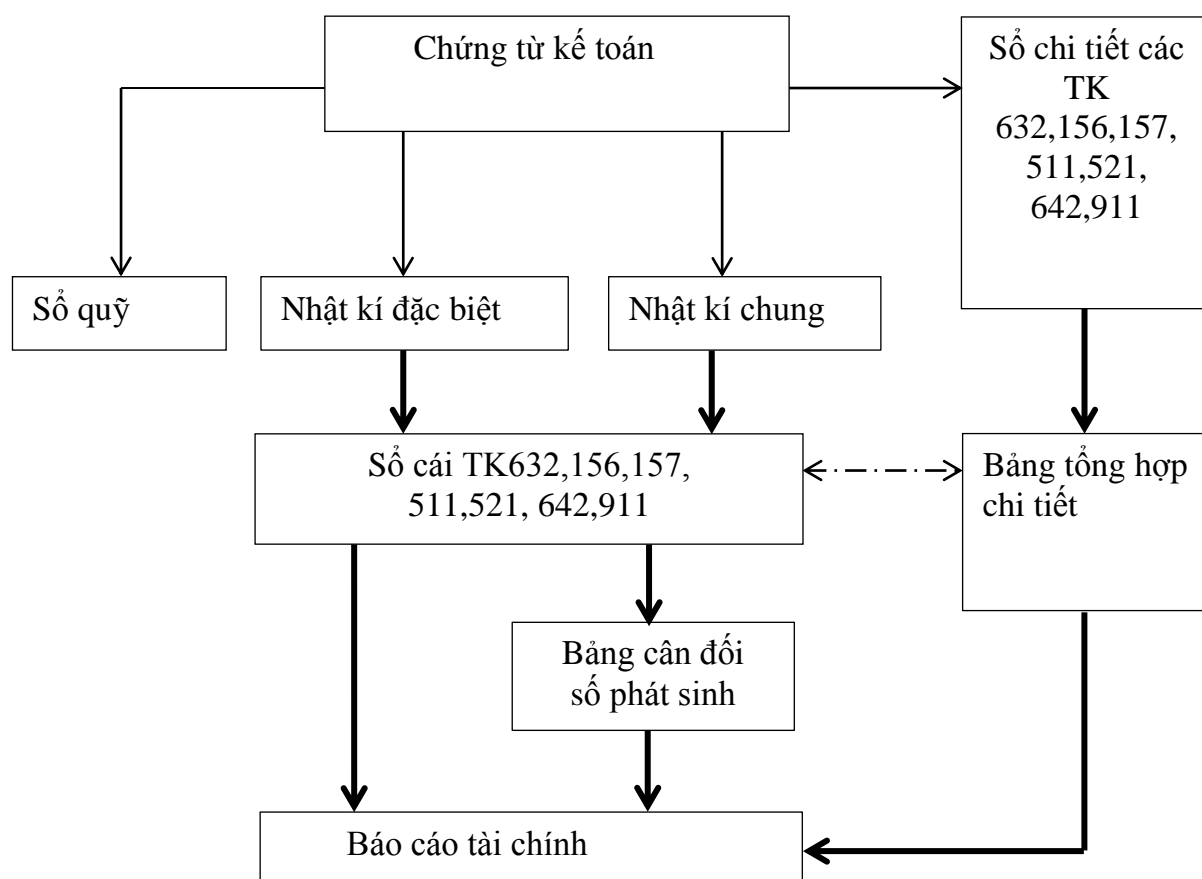 Chứng từ kế toán
Sổ chi tiết các
TK
632,156,157,
511,521,
642,911
Sổ quỹ
Nhật kí đặc biệt
Nhật kí chung
Sổ cái TK632,156,157,
511,521, 642,911
Bảng tổng hợp
chi tiết
Bảng cân đối
số phát sinh
Báo cáo tài chính